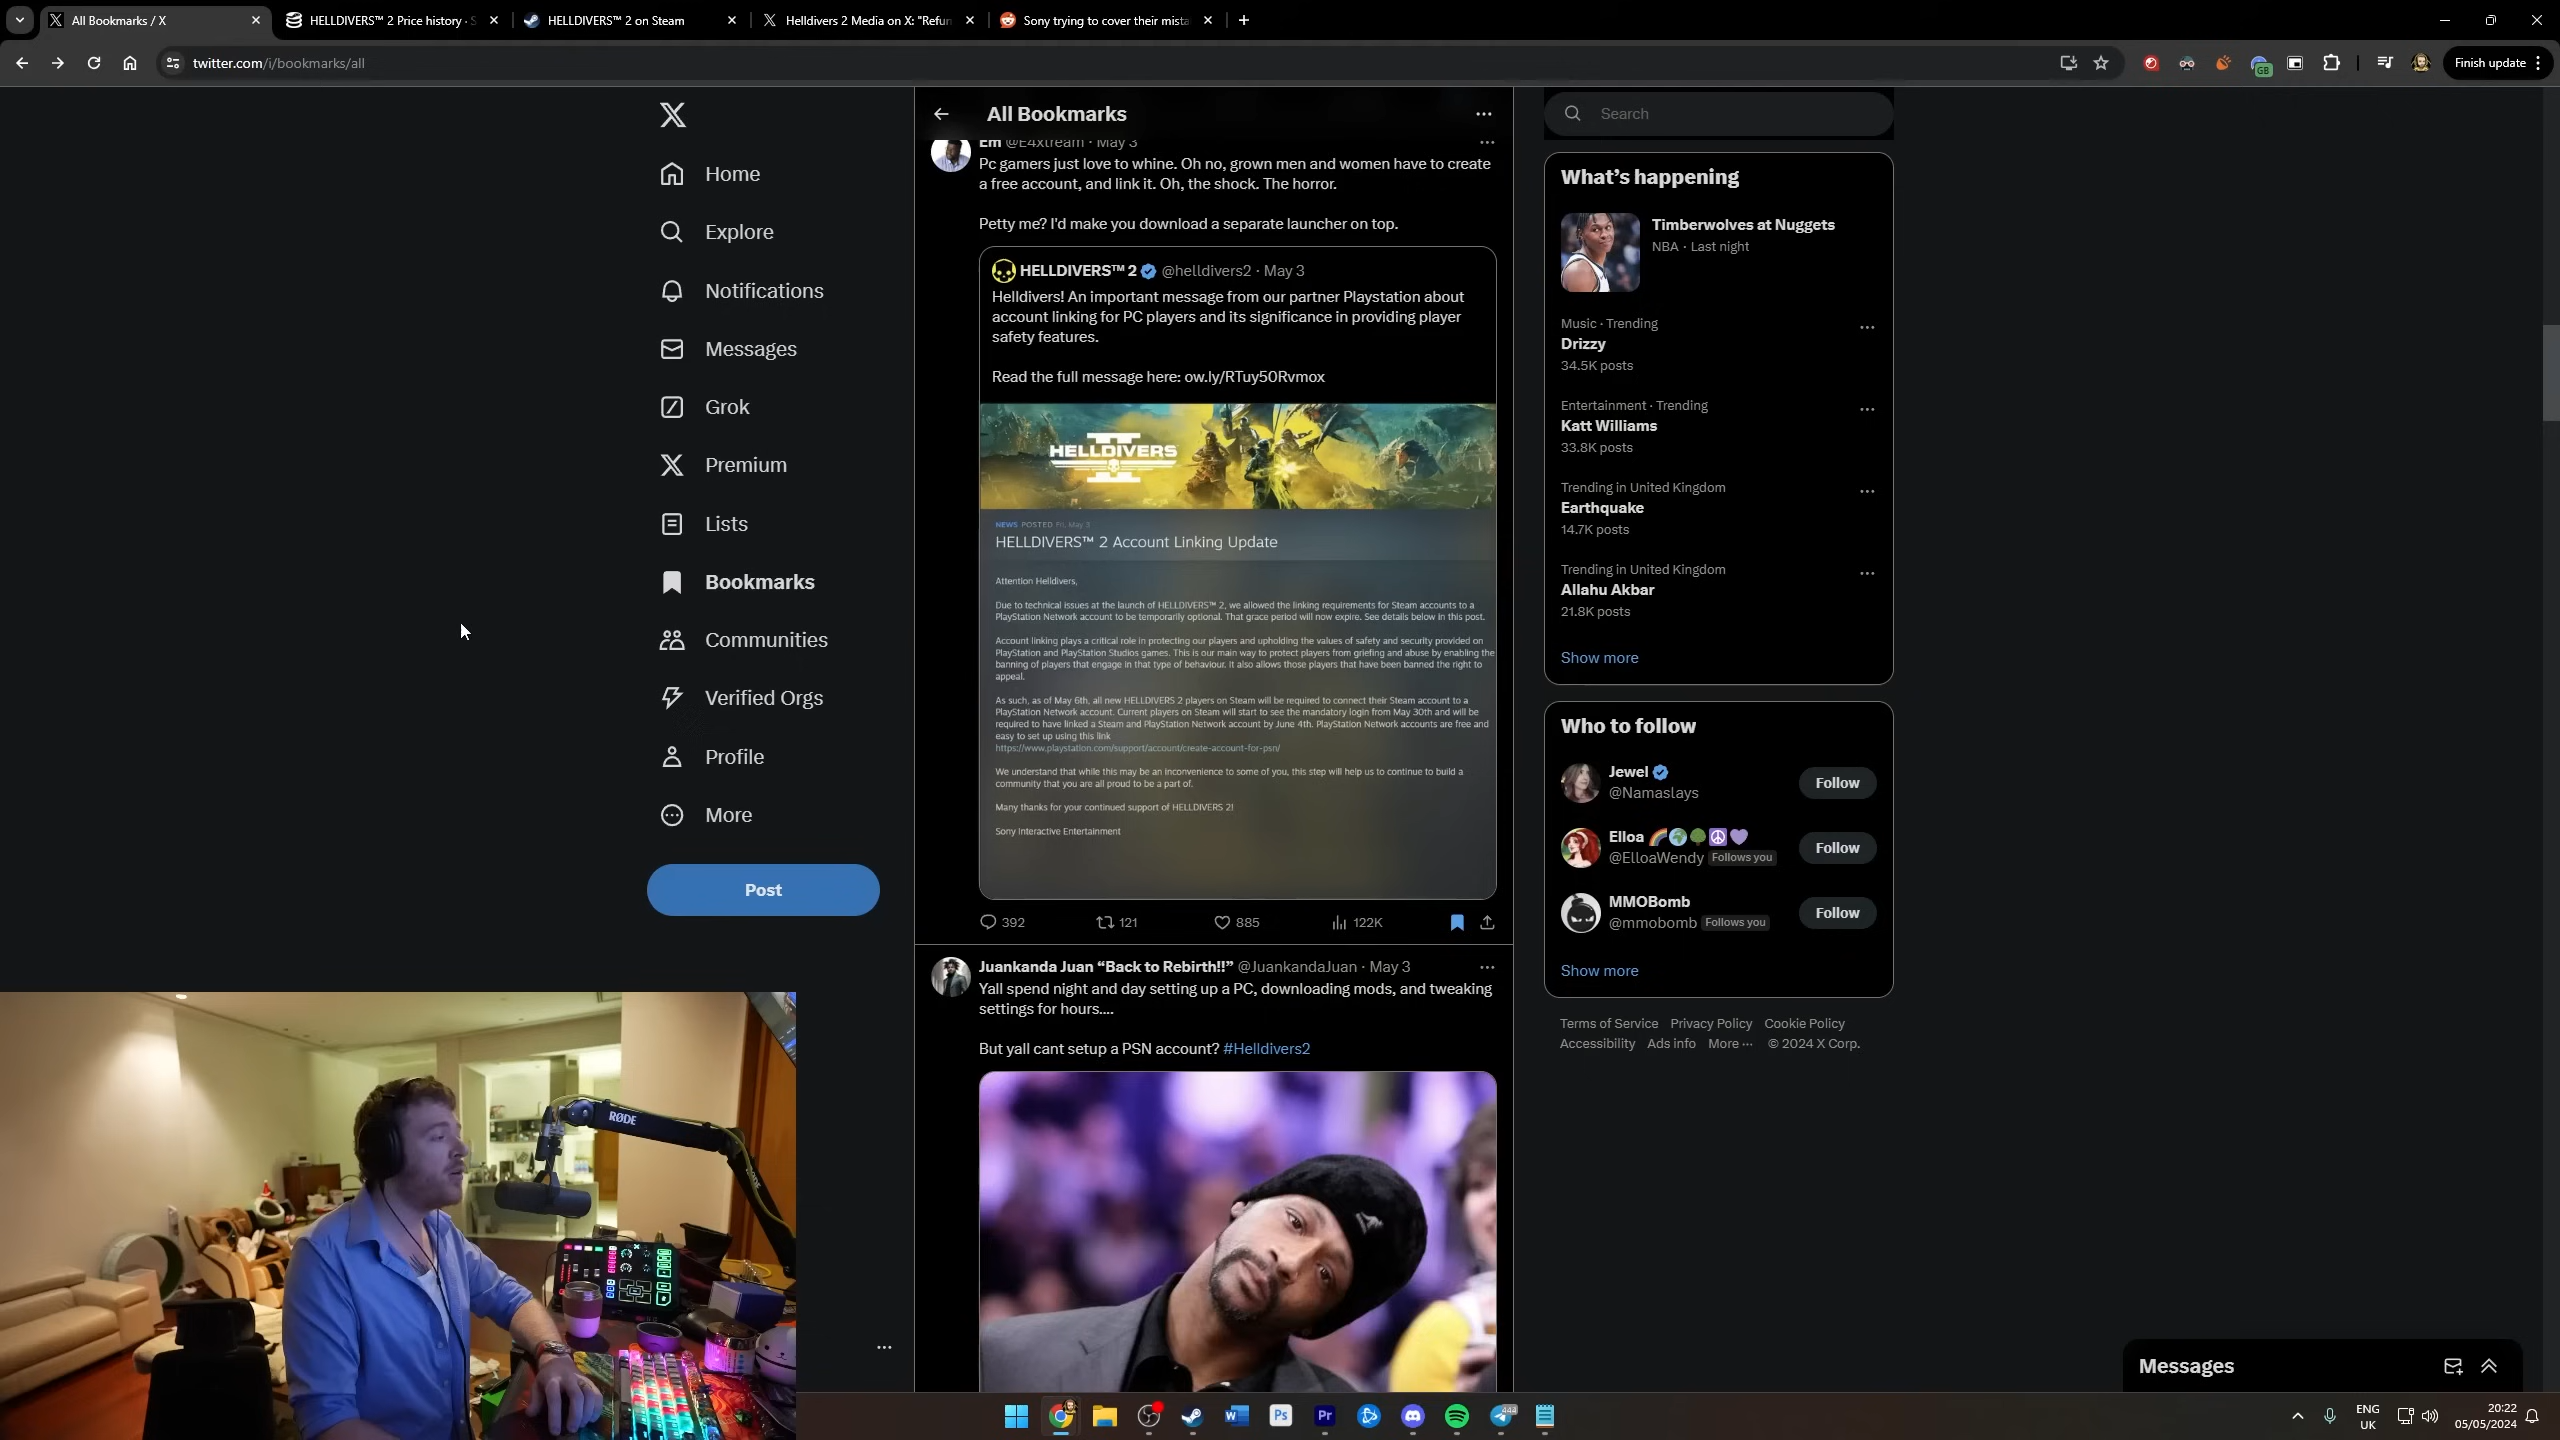 All Bookmarks / X
HELLDIVERS™ 2 Price history · S
HELLDIVERS™ 2 on Steam
Helldivers 2 Media on X: "Refun
Sony trying to cover their mista
twitter.com/i/bookmarks/all
GB
Finish update
Home
Explore
Notifications
Messages
Grok
Premium
Lists
Bookmarks
Communities
Verified Orgs
Profile
More
Post
All Bookmarks
Em @E4xtream · May 3
Pc gamers just love to whine. Oh no, grown men and women have to create
a free account, and link it. Oh, the shock. The horror.
Petty me? I'd make you download a separate launcher on top.
HELLDIVERS™ 2 @helldivers2 · May 3
Helldivers! An important message from our partner Playstation about
account linking for PC players and its significance in providing player
safety features.
Read the full message here: ow.ly/RTuy50Rvmox
HELLDIVERS
II
NEWS POSTED Fri, May 3
HELLDIVERS™ 2 Account Linking Update
Attention Helldivers,
Due to technical issues at the launch of HELLDIVERS™ 2, we allowed the linking requirements for Steam accounts to a
PlayStation Network account to be temporarily optional. That grace period will now expire. See details below in this post.
Account linking plays a critical role in protecting our players and upholding the values of safety and security provided on
PlayStation and PlayStation Studios games. This is our main way to protect players from griefing and abuse by enabling the
banning of players that engage in that type of behaviour. It also allows those players that have been banned the right to
appeal.
As such, as of May 6th, all new HELLDIVERS 2 players on Steam will be required to connect their Steam account to a
PlayStation Network account. Current players on Steam will start to see the mandatory login from May 30th and will be
required to have linked a Steam and PlayStation Network account by June 4th. PlayStation Network accounts are free and
easy to set up using this link
https://www.playstation.com/support/account/create-account-for-psn/
We understand that while this may be an inconvenience to some of you, this step will help us to continue to build a
community that you are all proud to be a part of.
Many thanks for your continued support of HELLDIVERS 2!
Sony Interactive Entertainment
392
121
885
122K
Juankanda Juan “Back to Rebirth!!” @JuankandaJuan · May 3
Yall spend night and day setting up a PC, downloading mods, and tweaking
settings for hours....
But yall cant setup a PSN account? #Helldivers2
Search
What’s happening
Timberwolves at Nuggets
NBA · Last night
Music · Trending
Drizzy
34.5K posts
Entertainment · Trending
Katt Williams
33.8K posts
Trending in United Kingdom
Earthquake
14.7K posts
Trending in United Kingdom
Allahu Akbar
21.8K posts
Show more
Who to follow
Jewel
@Namaslays
Follow
Elloa
@ElloaWendy Follows you
Follow
MMOBomb
@mmobomb Follows you
Follow
Show more
Terms of Service Privacy Policy Cookie Policy
Accessibility Ads info More ··· © 2024 X Corp.
RØDE
RØDE
Messages
W
Ps
Pr
444
ENG
UK
20:22
05/05/2024